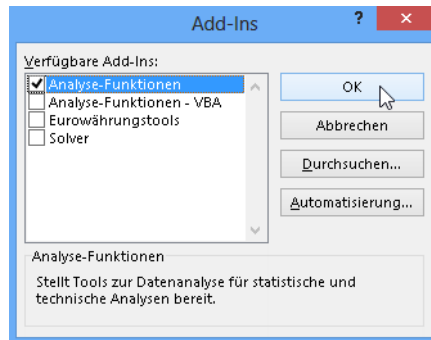 Add-Ins ? ×
Verfügbare Add-Ins:
Analyse-Funktionen
Analyse-Funktionen - VBA
Eurowährungstools
Solver
OK
Abbrechen
Durchsuchen...
Automatisierung...
Analyse-Funktionen
Stellt Tools zur Datenanalyse für statistische und
technische Analysen bereit.